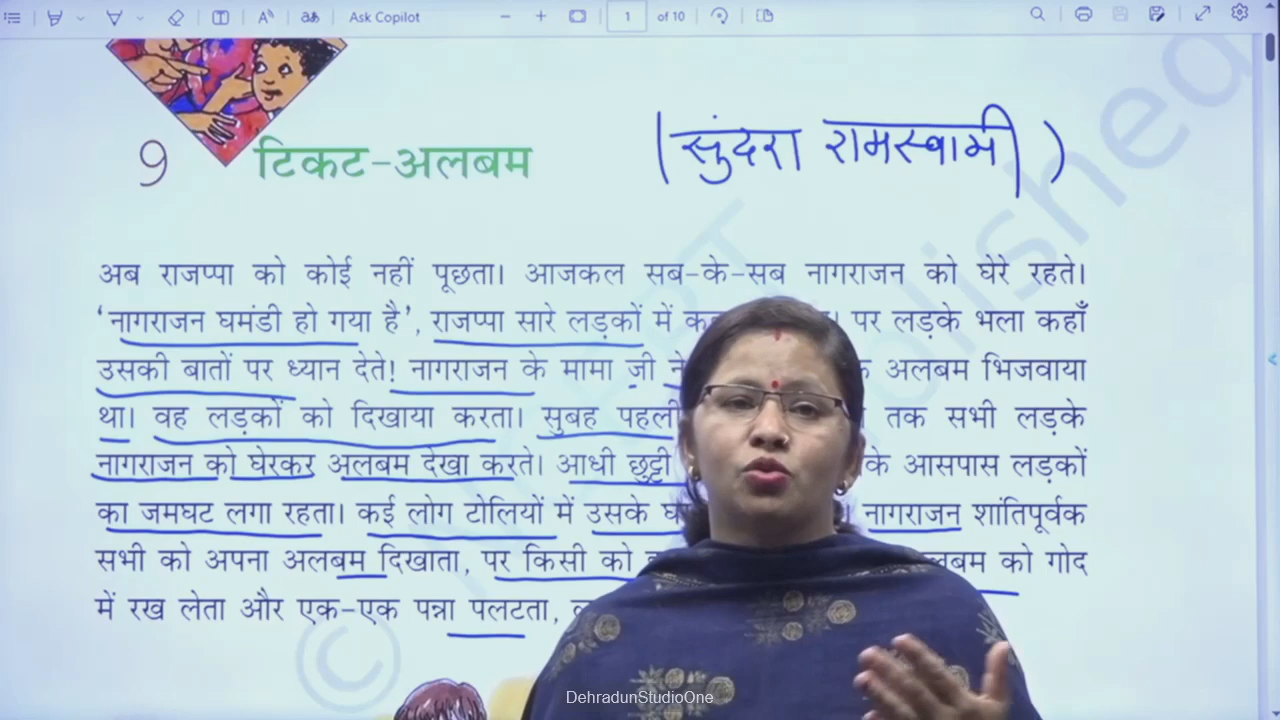 Ask Copilot
1 of 10
9 टिकट-अलबम
(सुंदरा रामस्वामी)
अब राजप्पा को कोई नहीं पूछता। आजकल सब-के-सब नागराजन को घेरे रहते।
‘नागराजन घमंडी हो गया है’, राजप्पा सारे लड़कों में पर लड़के भला कहाँ
उसकी बातों पर ध्यान देते! नागराजन के मामा जी ने अलबम भिजवाया
था। वह लड़कों को दिखाया करता। सुबह पहली तक सभी लड़के
नागराजन को घेरकर अलबम देखा करते। आधी छुट्टी के आसपास लड़कों
का जमघट लगा रहता। कई लोग टोलियों में उसके नागराजन शांतिपूर्वक
सभी को अपना अलबम दिखाता, पर किसी को को गोद
में रख लेता और एक-एक पन्ना पलटता,
published
DehradunStudioOne